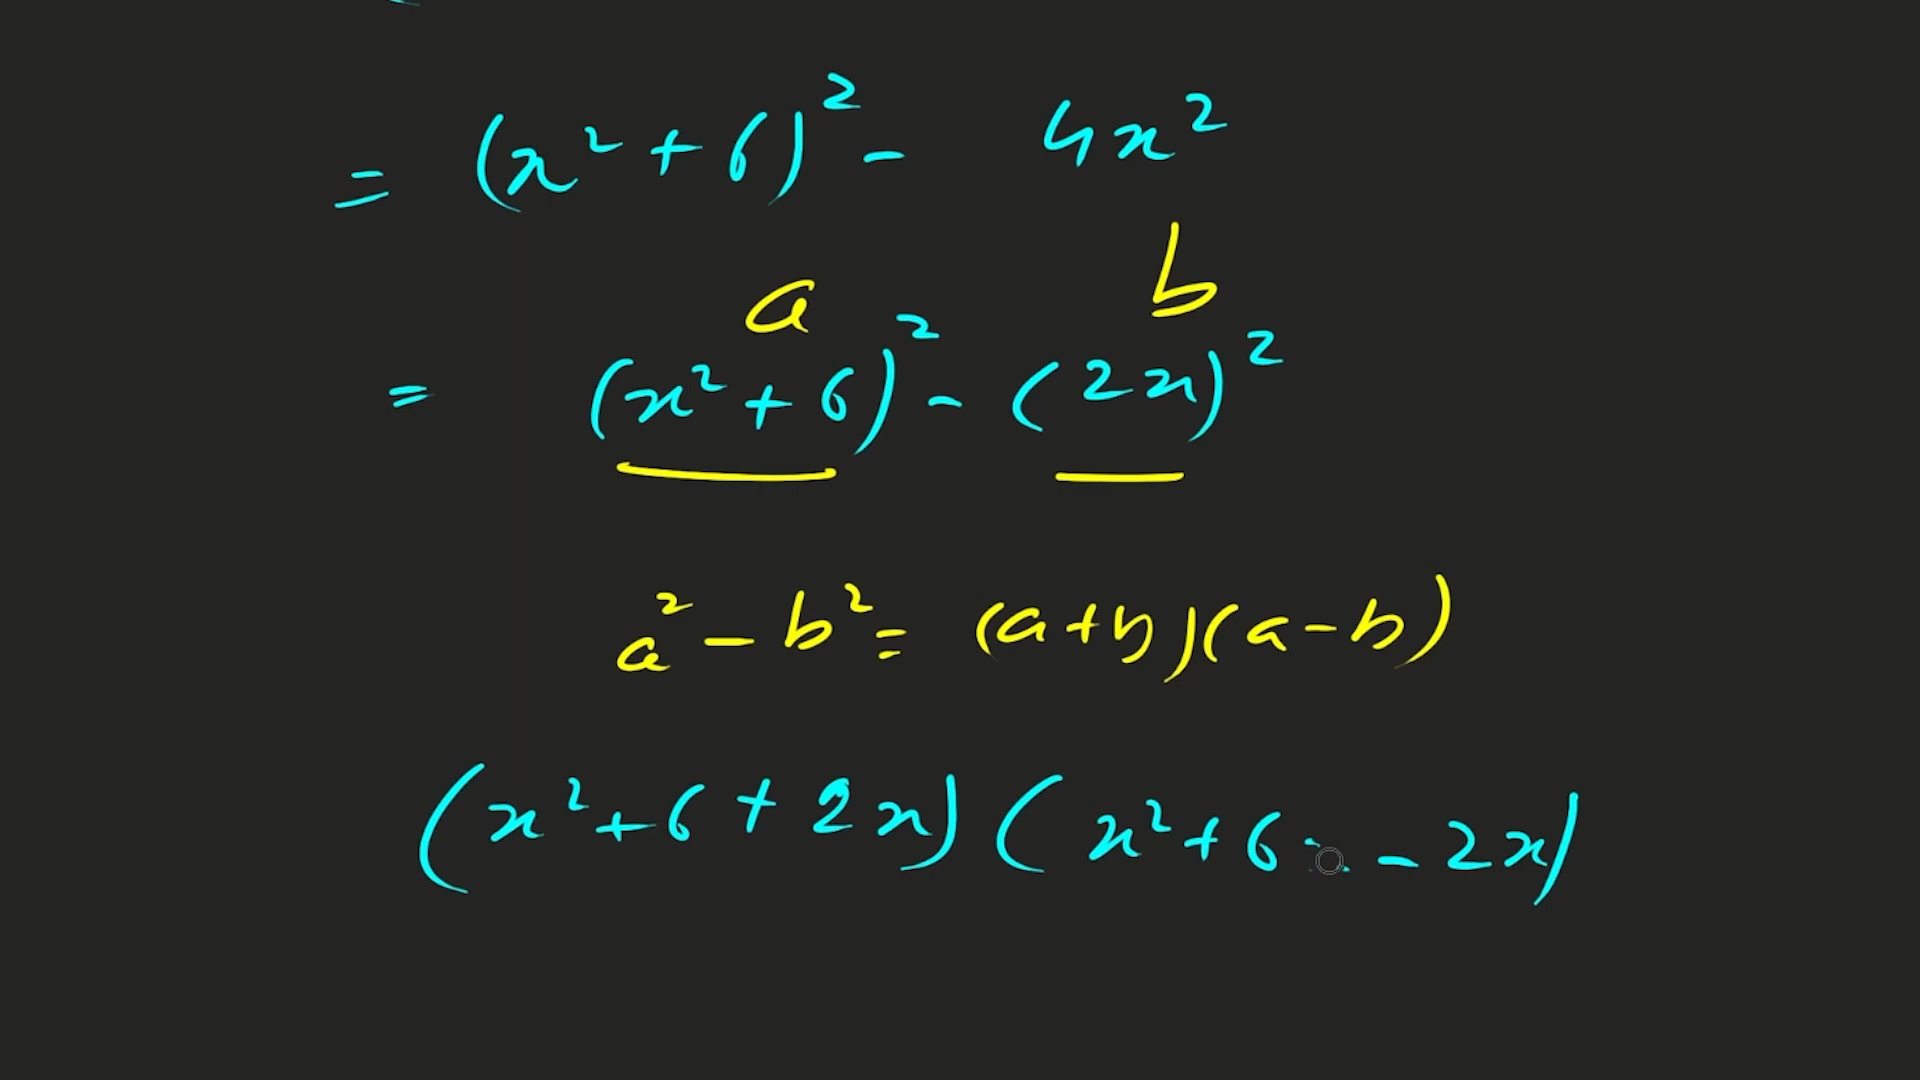 = (x² + 6)² - 4x²
a b
= (x² + 6)² - (2x)²
a² - b² = (a+b)(a-b)
(x² + 6 + 2x) (x² + 6 - 2x)